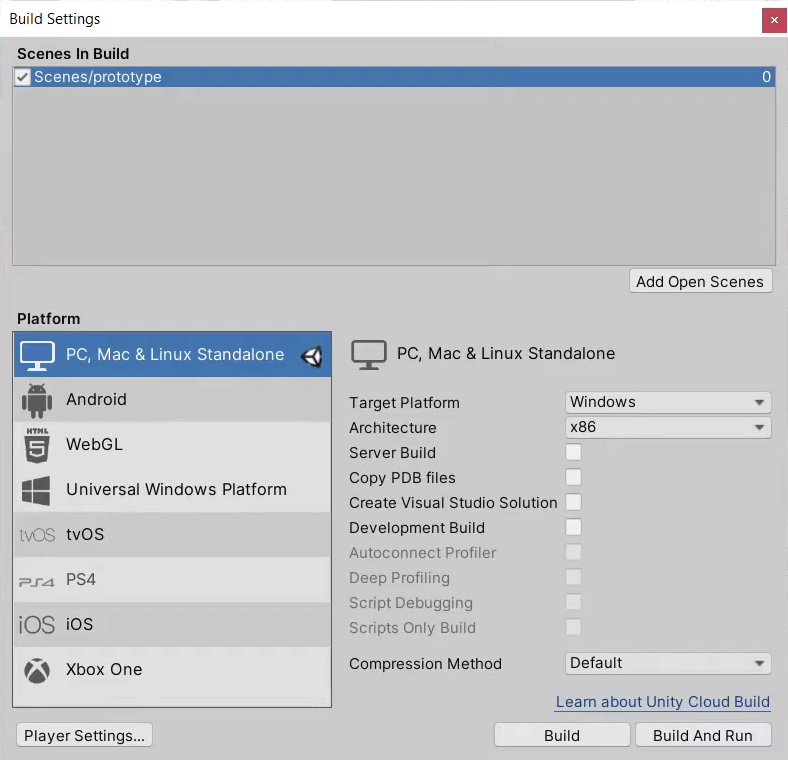 Build Settings
Scenes In Build
Scenes/prototype 0
Add Open Scenes
Platform
PC, Mac & Linux Standalone
Android
HTML 5 WebGL
Universal Windows Platform
tvOS tvOS
PS4 PS4
iOS iOS
Xbox One
PC, Mac & Linux Standalone
Target Platform Windows
Architecture x86
Server Build
Copy PDB files
Create Visual Studio Solution
Development Build
Autoconnect Profiler
Deep Profiling
Script Debugging
Scripts Only Build
Compression Method Default
Learn about Unity Cloud Build
Player Settings... Build Build And Run